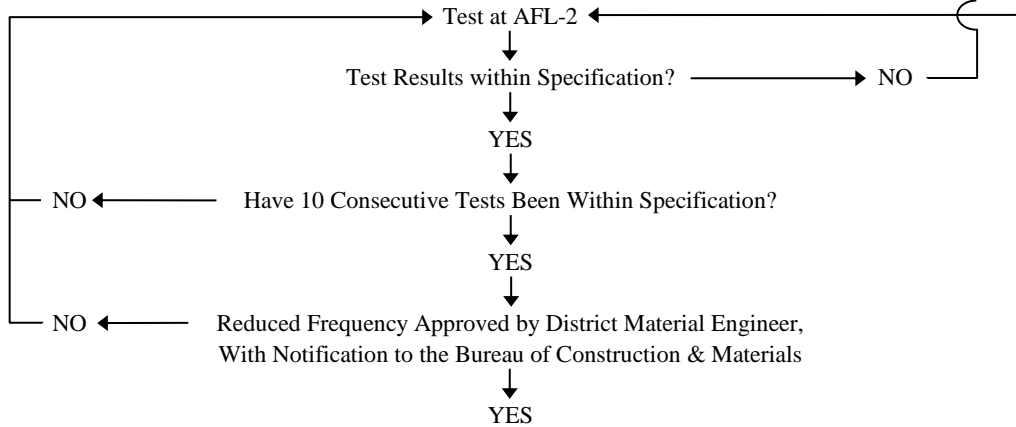 Test at AFL-2
Test Results within Specification?
NO
YES
NO
Have 10 Consecutive Tests Been Within Specification?
YES
NO
Reduced Frequency Approved by District Material Engineer,
With Notification to the Bureau of Construction & Materials
YES